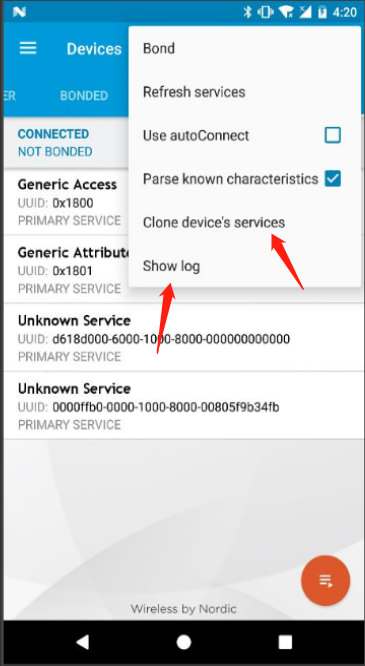 4:20
Devices
Bond
Refresh services
ER
BONDED
Use autoConnect
CONNECTED
NOT BONDED
Parse known characteristics
Generic Access
UUID: 0x1800
PRIMARY SERVICE
Clone device's services
Generic Attribut
UUID: 0x1801
PRIMARY SERVICE
Show log
Unknown Service
UUID: d618d000-6000-1000-8000-000000000000
PRIMARY SERVICE
Unknown Service
UUID: 0000ffb0-0000-1000-8000-00805f9b34fb
PRIMARY SERVICE
Wireless by Nordic